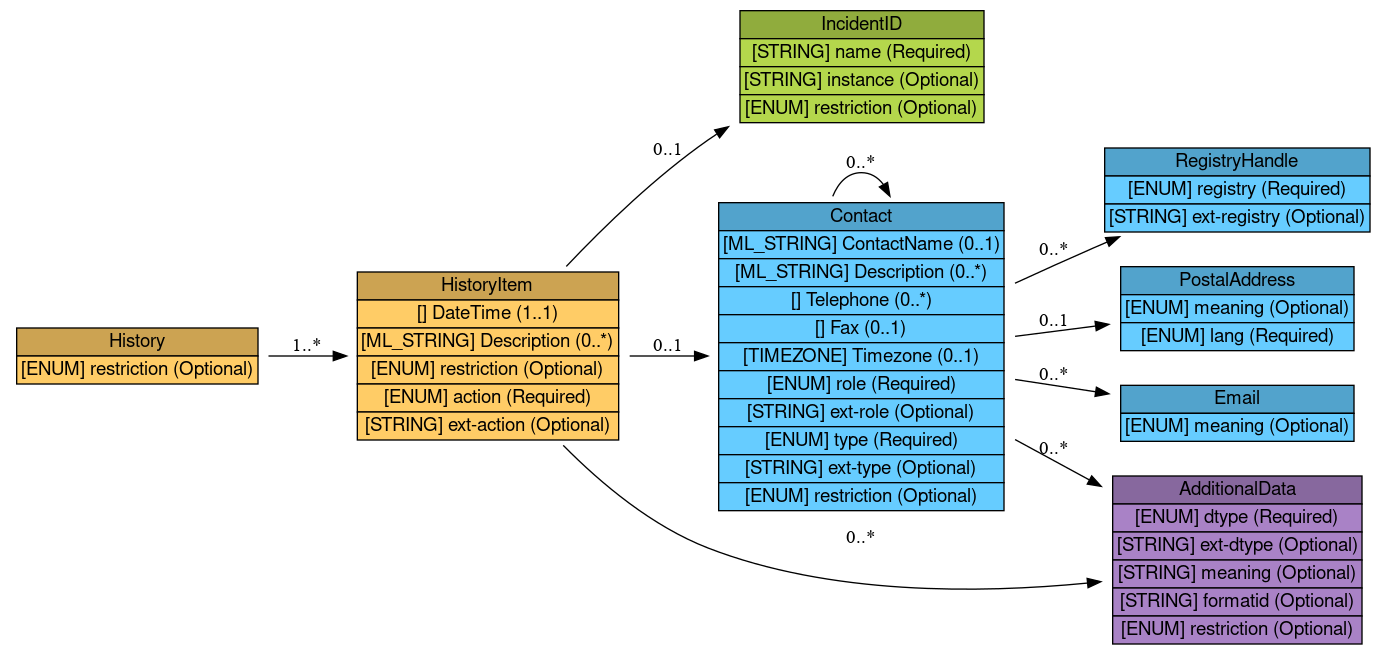 IncidentID
[STRING] name (Required)
[STRING] instance (Optional)
[ENUM] restriction (Optional)
0..1
0..*
Contact
[ML_STRING] ContactName (0..1)
[ML_STRING] Description (0..*)
[] Telephone (0..*)
[] Fax (0..1)
[TIMEZONE] Timezone (0..1)
[ENUM] role (Required)
[STRING] ext-role (Optional)
[ENUM] type (Required)
[STRING] ext-type (Optional)
[ENUM] restriction (Optional)
RegistryHandle
[ENUM] registry (Required)
[STRING] ext-registry (Optional)
0..*
PostalAddress
[ENUM] meaning (Optional)
[ENUM] lang (Required)
0..1
HistoryItem
[] DateTime (1..1)
[ML_STRING] Description (0..*)
[ENUM] restriction (Optional)
[ENUM] action (Required)
[STRING] ext-action (Optional)
History
[ENUM] restriction (Optional)
1..*
0..1
0..*
Email
[ENUM] meaning (Optional)
0..*
AdditionalData
[ENUM] dtype (Required)
[STRING] ext-dtype (Optional)
[STRING] meaning (Optional)
[STRING] formatid (Optional)
[ENUM] restriction (Optional)
0..*